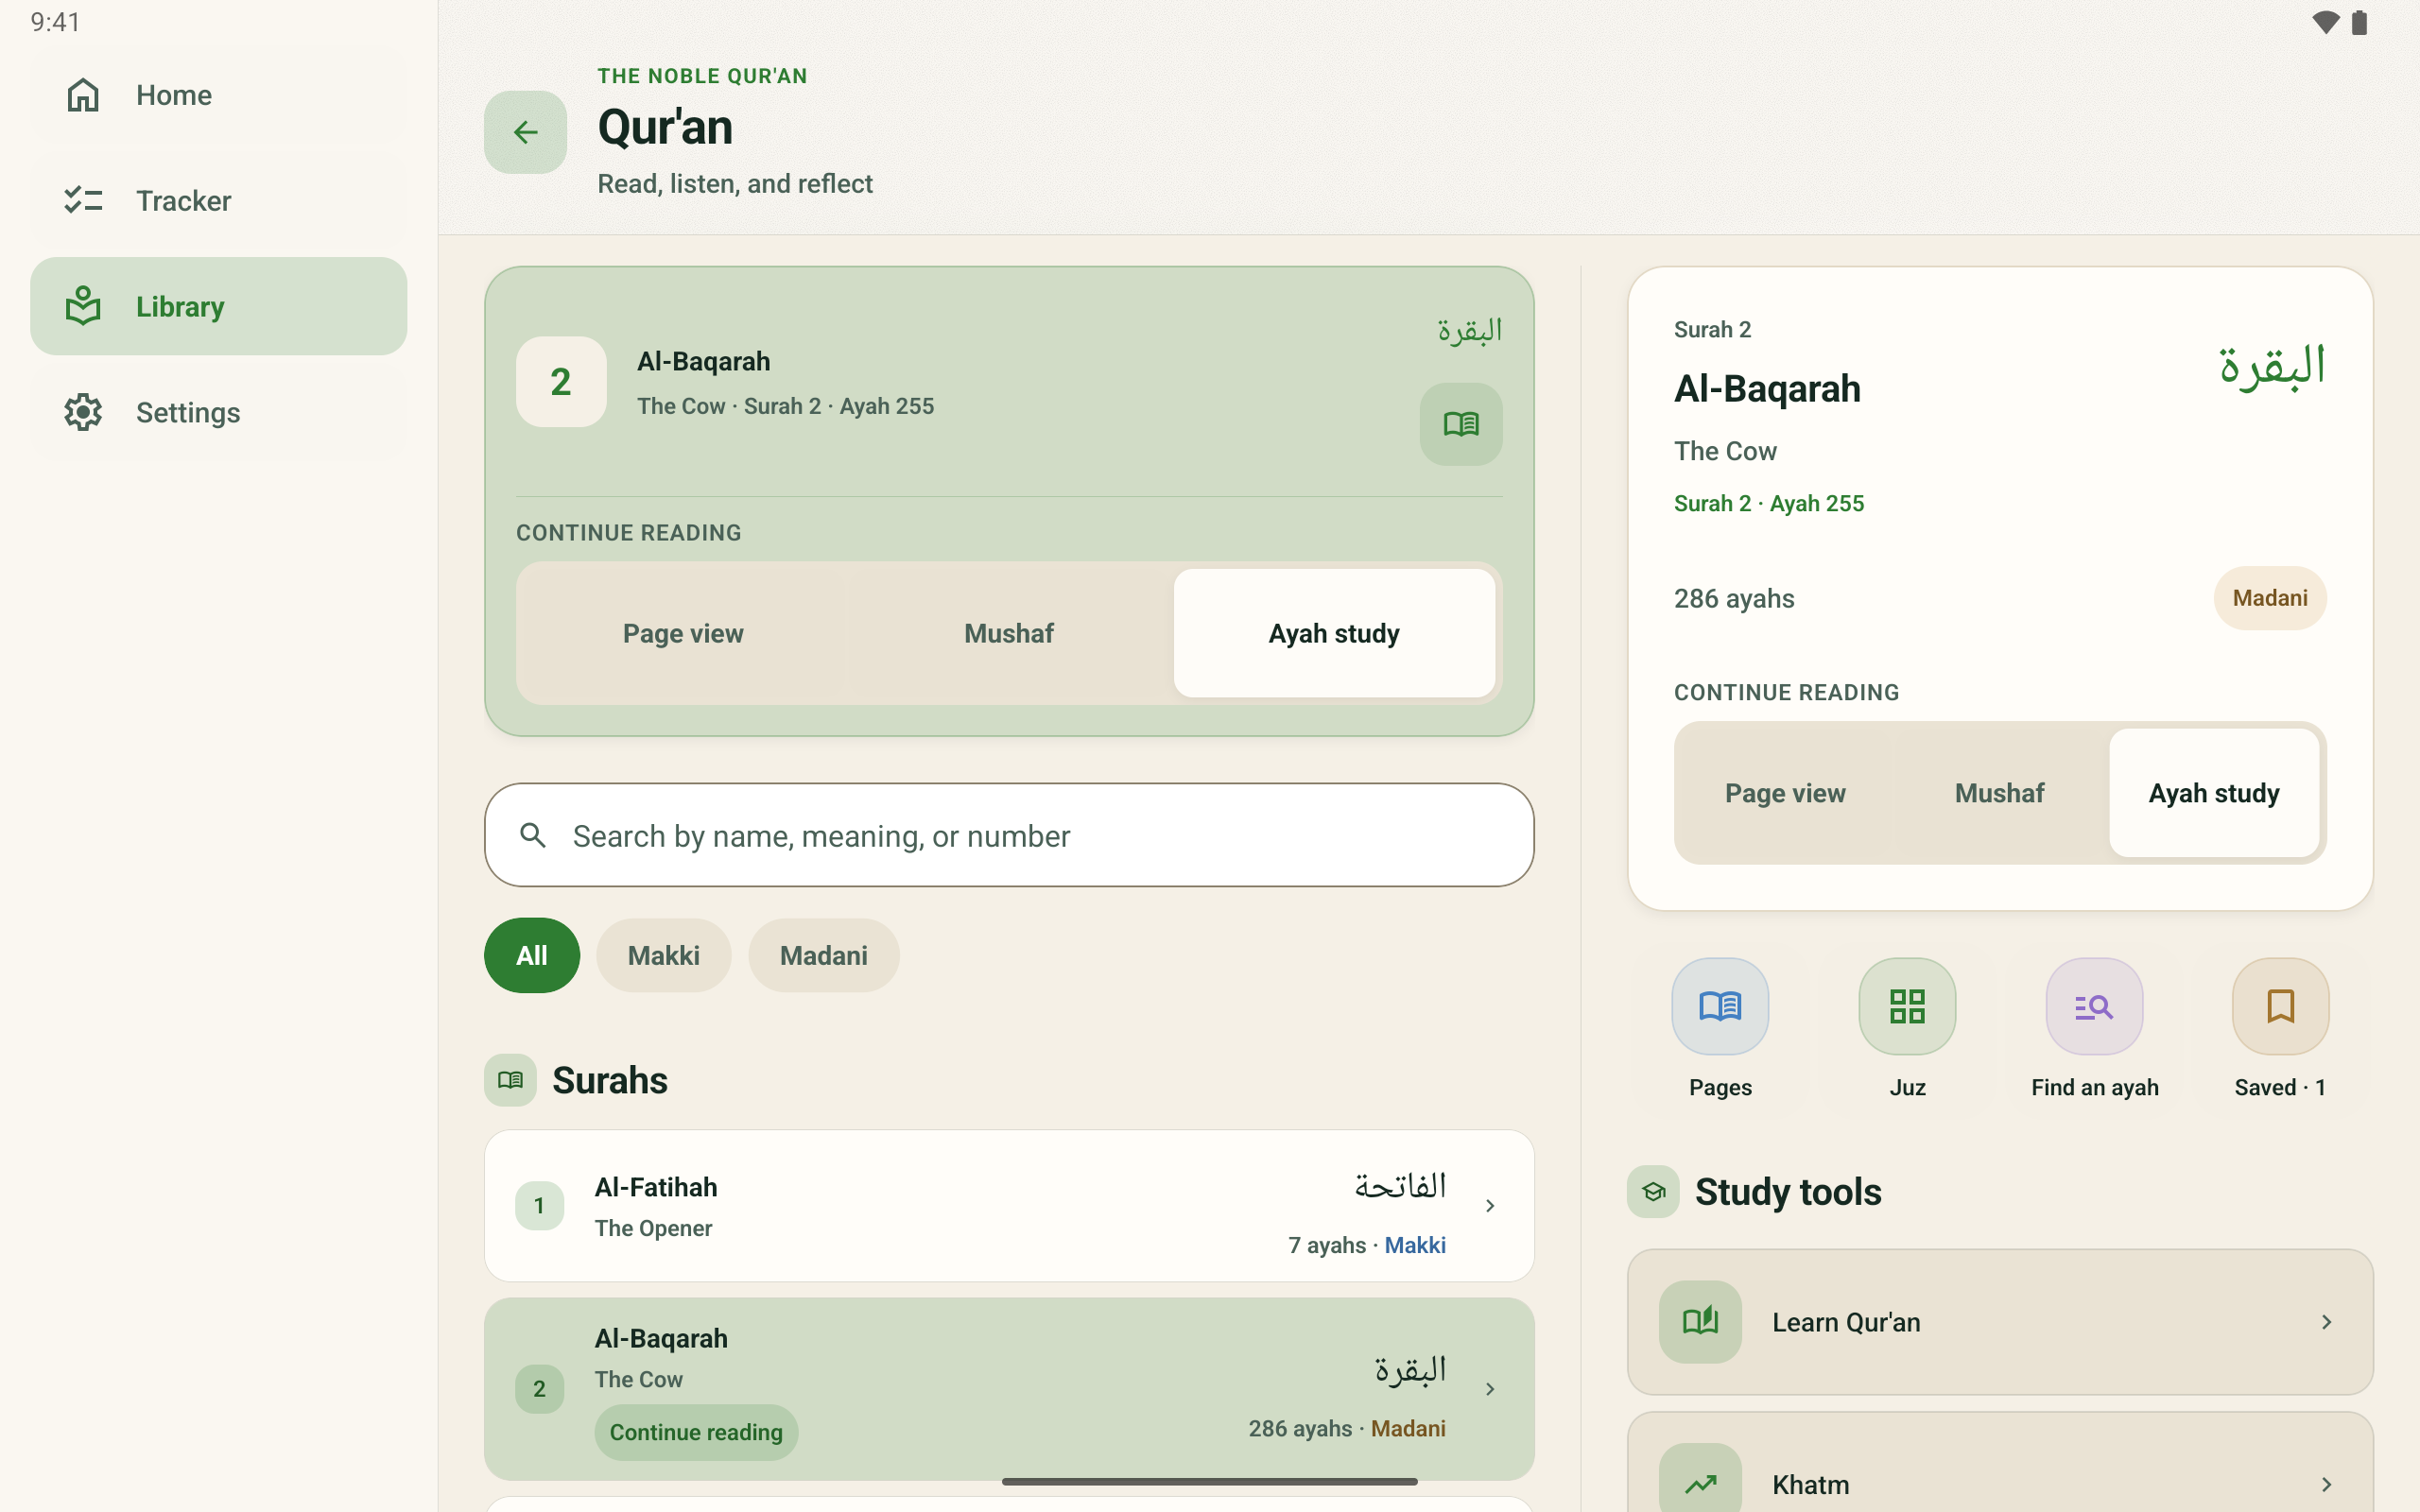 9:41
Home
Tracker
Library
Settings
THE NOBLE QUR'AN
Qur'an
Read, listen, and reflect
البقرة
2
Al-Baqarah
The Cow · Surah 2 · Ayah 255
CONTINUE READING
Page view
Mushaf
Ayah study
Search by name, meaning, or number
All
Makki
Madani
Surahs
1
Al-Fatihah
The Opener
الفاتحة
7 ayahs · Makki
2
Al-Baqarah
The Cow
Continue reading
البقرة
286 ayahs · Madani
Surah 2
Al-Baqarah
البقرة
The Cow
Surah 2 · Ayah 255
286 ayahs
Madani
CONTINUE READING
Page view
Mushaf
Ayah study
Pages
Juz
Find an ayah
Saved · 1
Study tools
Learn Qur'an
Khatm